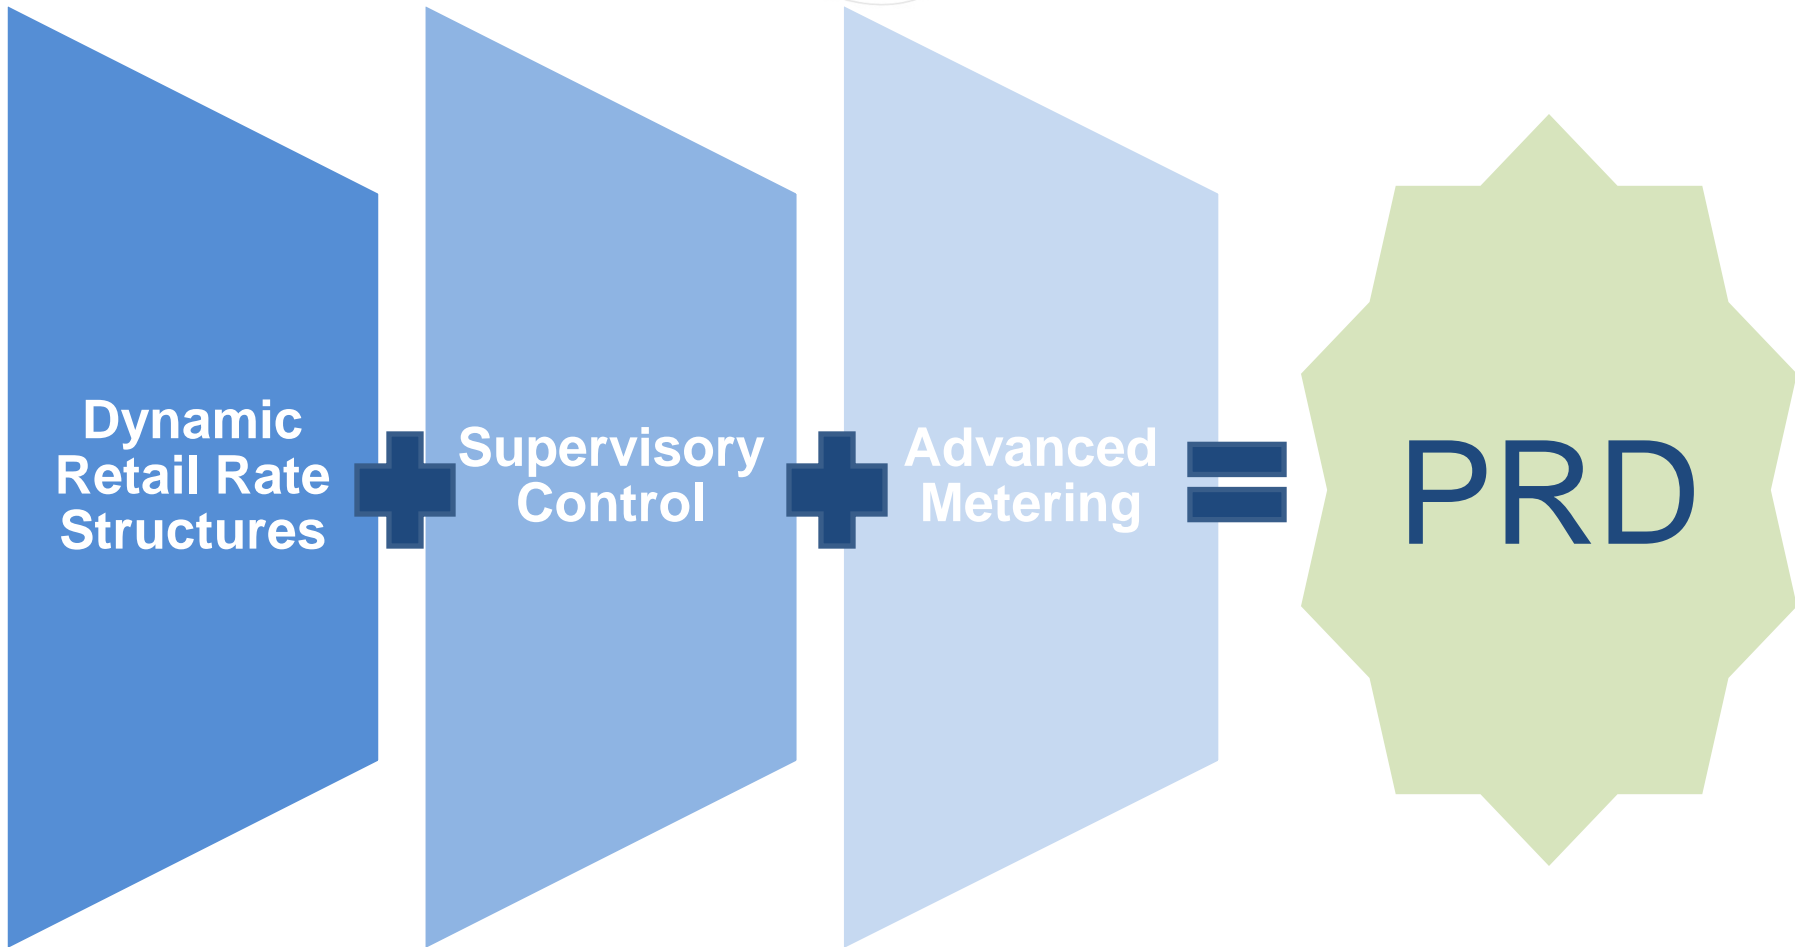 Dynamic
Retail Rate
Structures
Supervisory
Control
Advanced
Metering
PRD